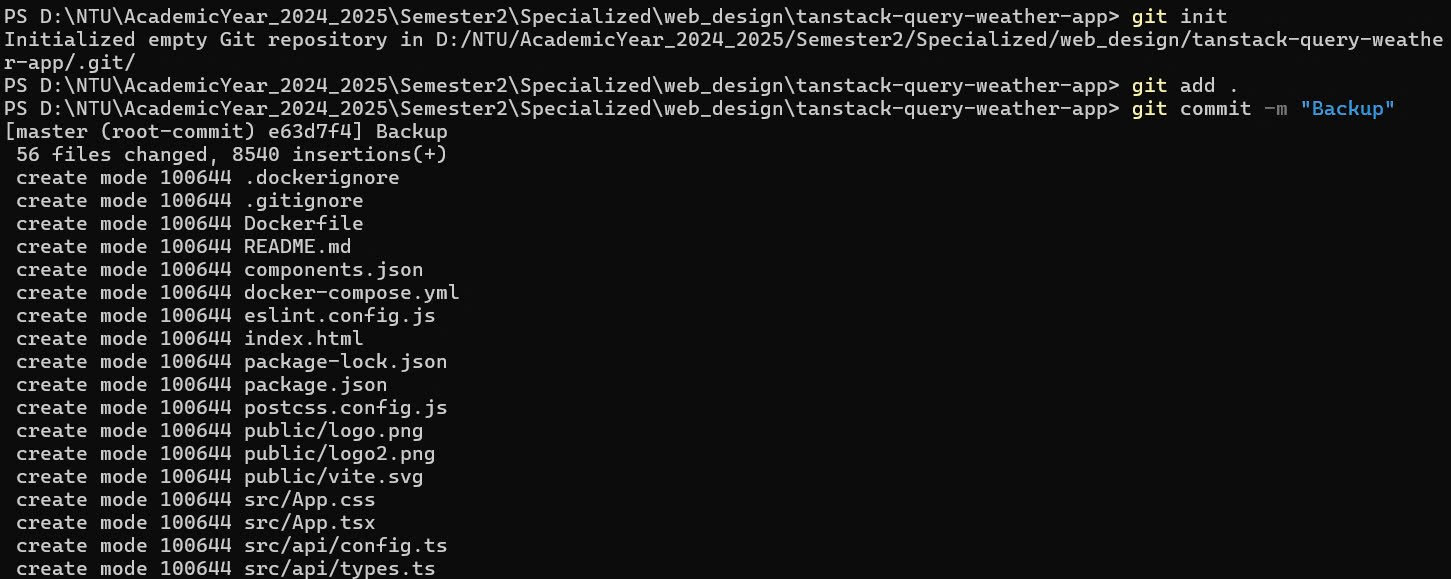 PS D:\NTU\AcademicYear_2024_2025\Semester2\Specialized\web_design\tanstack-query-weather-app> git init
Initialized empty Git repository in D:/NTU/AcademicYear_2024_2025/Semester2/Specialized/web_design/tanstack-query-weathe
r-app/.git/
PS D:\NTU\AcademicYear_2024_2025\Semester2\Specialized\web_design\tanstack-query-weather-app> git add .
PS D:\NTU\AcademicYear_2024_2025\Semester2\Specialized\web_design\tanstack-query-weather-app> git commit -m "Backup"
[master (root-commit) e63d7f4] Backup
 56 files changed, 8540 insertions(+)
 create mode 100644 .dockerignore
 create mode 100644 .gitignore
 create mode 100644 Dockerfile
 create mode 100644 README.md
 create mode 100644 components.json
 create mode 100644 docker-compose.yml
 create mode 100644 eslint.config.js
 create mode 100644 index.html
 create mode 100644 package-lock.json
 create mode 100644 package.json
 create mode 100644 postcss.config.js
 create mode 100644 public/logo.png
 create mode 100644 public/logo2.png
 create mode 100644 public/vite.svg
 create mode 100644 src/App.css
 create mode 100644 src/App.tsx
 create mode 100644 src/api/config.ts
 create mode 100644 src/api/types.ts